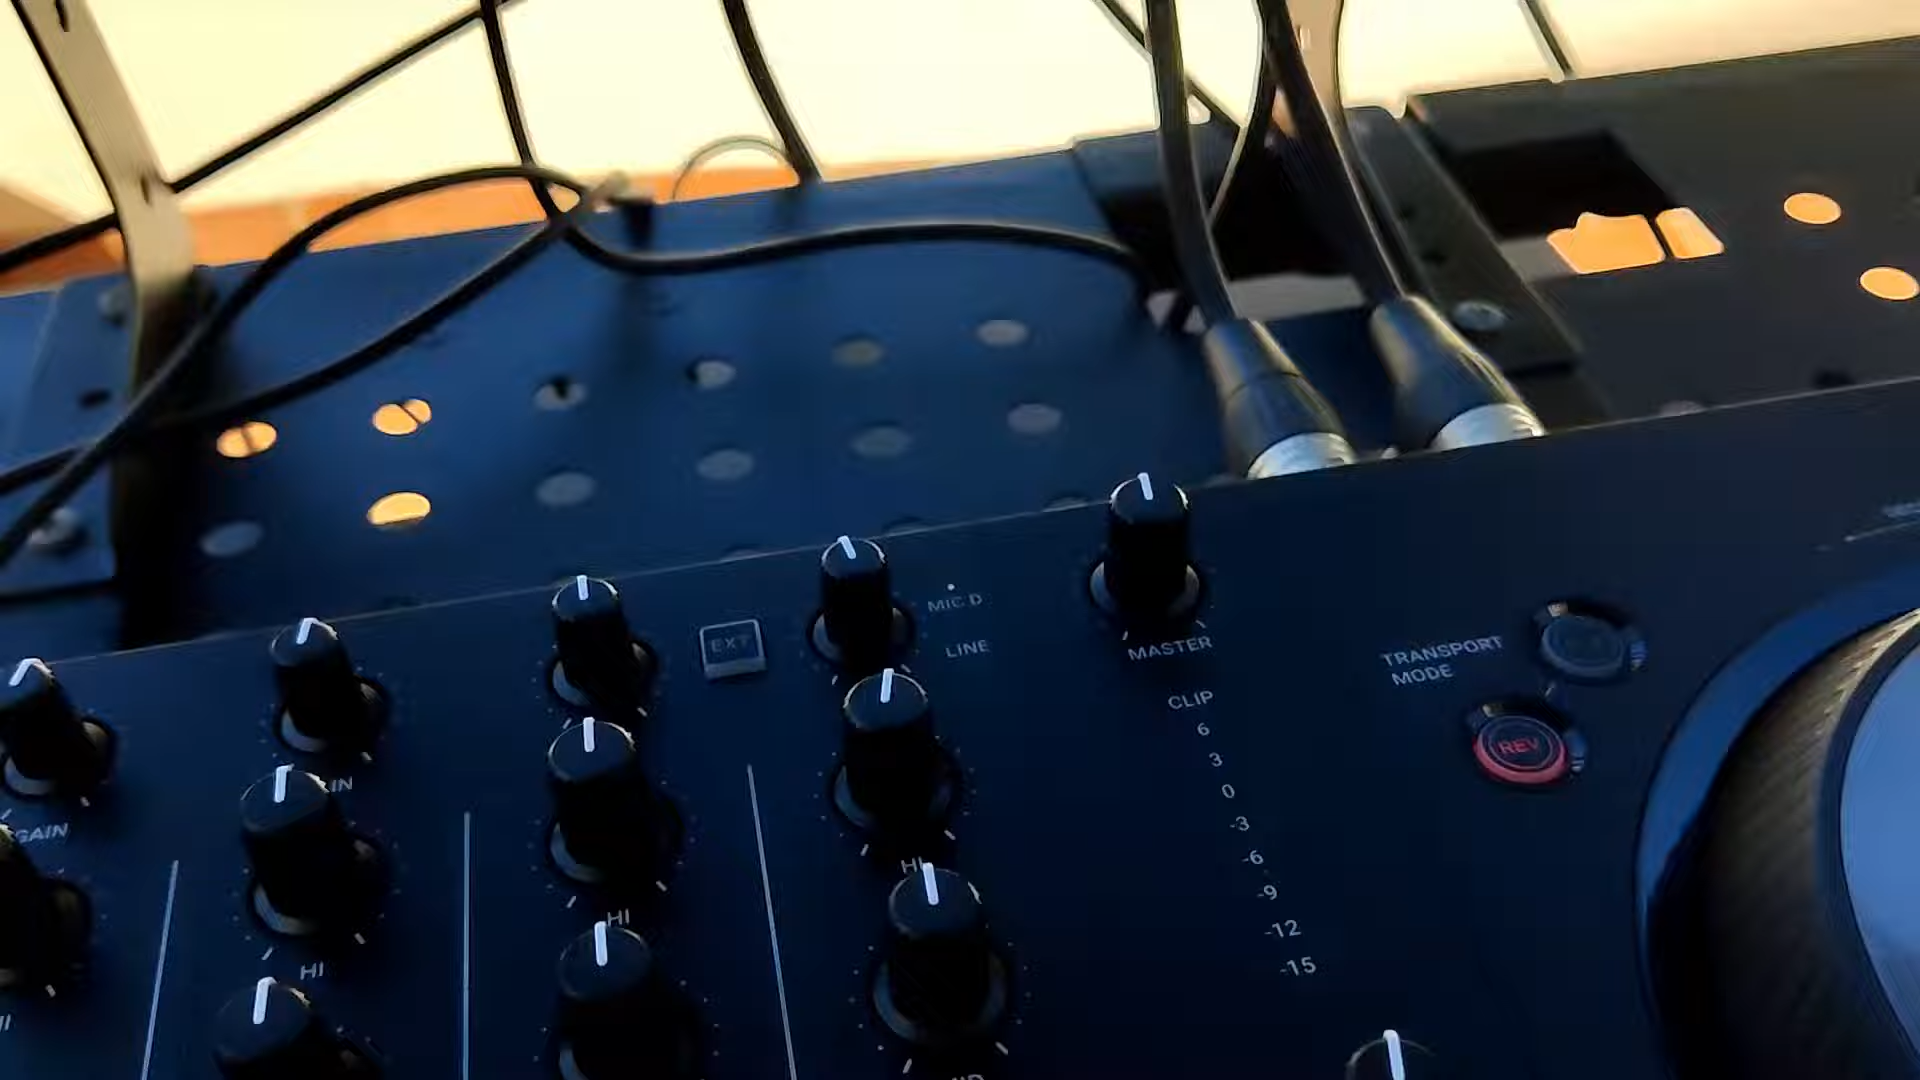 EXT
MIC D
LINE
MASTER
CLIP
6
3
0
-3
-6
-9
-12
-15
TRANSPORT
MODE
REV
GAIN
HI
HI
HI